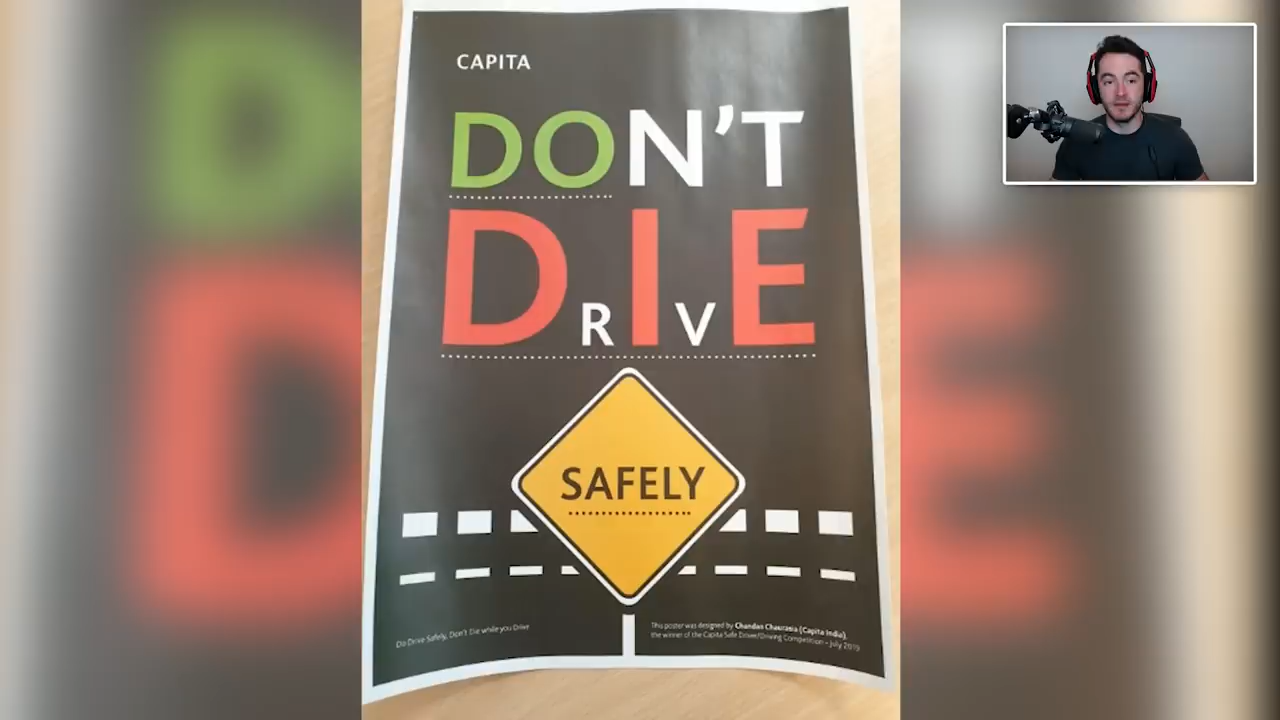 CAPITA
DON'T
DRIVE
SAFELY
Do Drive Safely, Don't Die while you Drive
This poster was designed by Chandan Chaurasia (Capita India),
the winner of the Capita Safe Driver/Driving Competition – July 2019